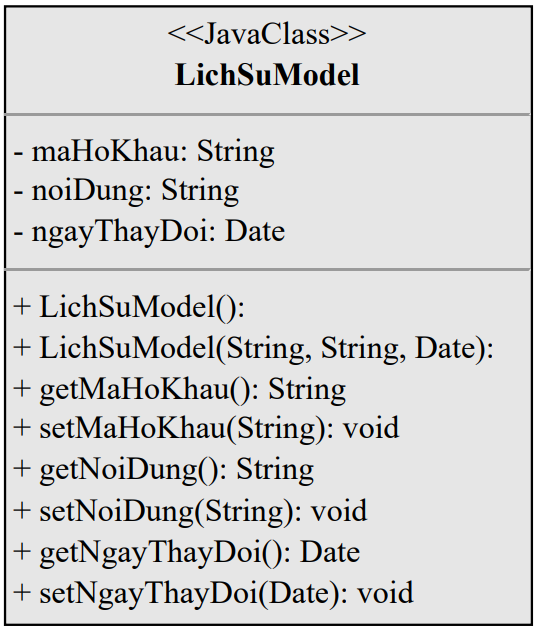 <<JavaClass>>
LichSuModel
- maHoKhau: String
- noiDung: String
- ngayThayDoi: Date
+ LichSuModel():
+ LichSuModel(String, String, Date):
+ getMaHoKhau(): String
+ setMaHoKhau(String): void
+ getNoiDung(): String
+ setNoiDung(String): void
+ getNgayThayDoi(): Date
+ setNgayThayDoi(Date): void